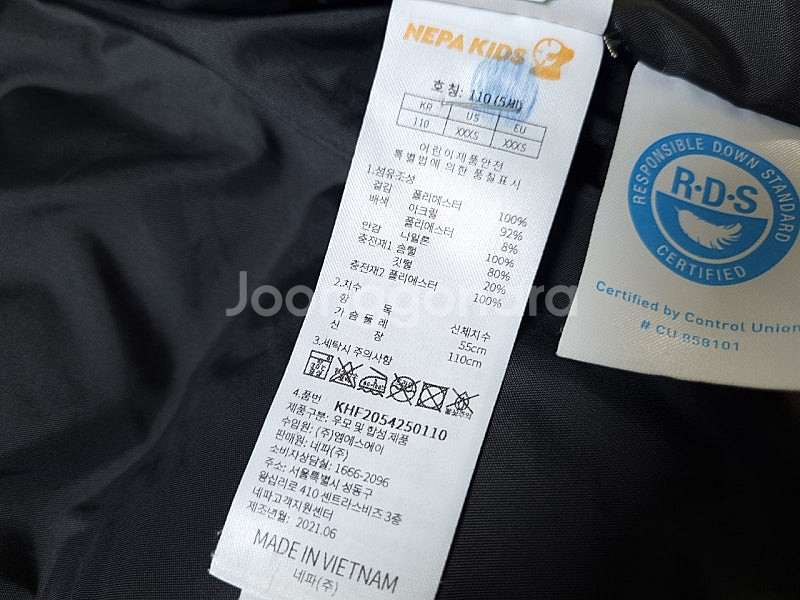 NEPA KIDS
호 칭: 110 (5세)
KR US EU
110 XXXS XXXS
어린이제품안전
특별법에 의한 품질표시
1.섬유조성
겉감 폴리에스터 100%
배색 아크릴 92%
폴리에스터 8%
안감 나일론 100%
충전재1 솜털 80%
깃털 20%
충전재2 폴리에스터 100%
2.치수
항 목 신체치수
가슴둘레 55cm
신 장 110cm
3.세탁시 주의사항
4.품번 KHF2054250110
제품구분: 우모 및 합성 제품
수입원: (주)엠에스에이
판매원: 네파(주)
소비자상담실: 1666-2096
주소: 서울특별시 성동구
왕십리로 410 센트라스비즈 3층
네파고객지원센터
제조년월: 2021.06
MADE IN VIETNAM
네파(주)
RESPONSIBLE DOWN STANDARD
R·D·S
CERTIFIED
Certified by Control Union
# CU 858101
Joongonara